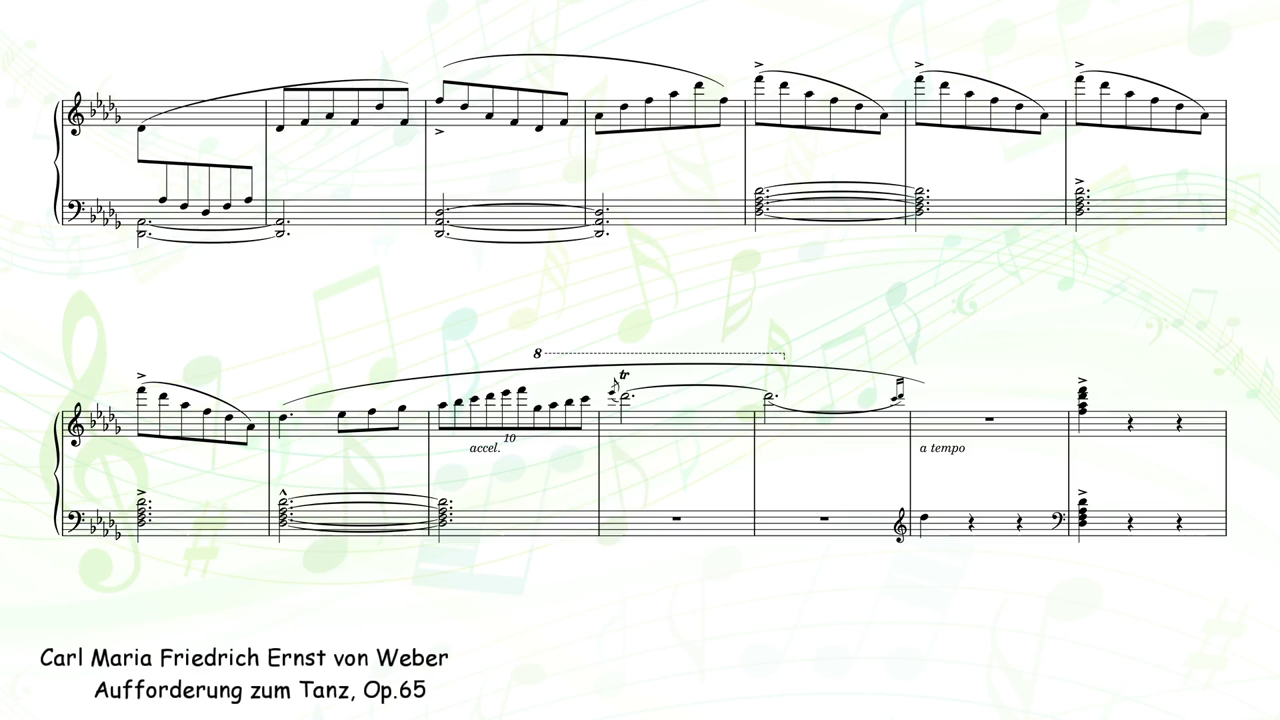 8
tr
10
accel.
a tempo
Carl Maria Friedrich Ernst von Weber
Aufforderung zum Tanz, Op.65